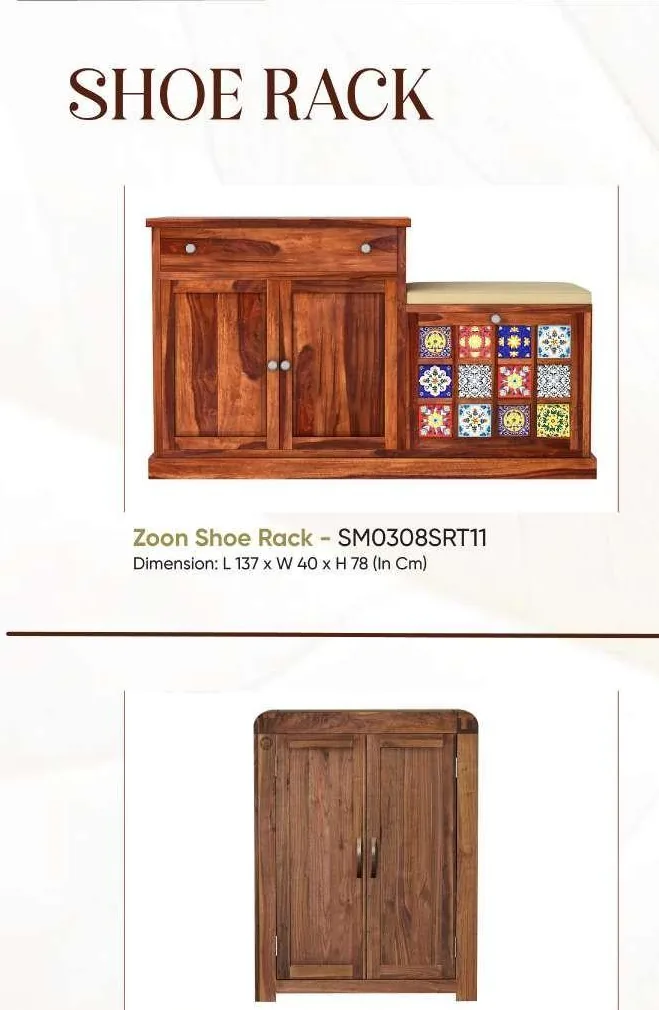 SHOE RACK
Zoon Shoe Rack - SM0308SRT11
Dimension: L 137 x W 40 x H 78 (In Cm)